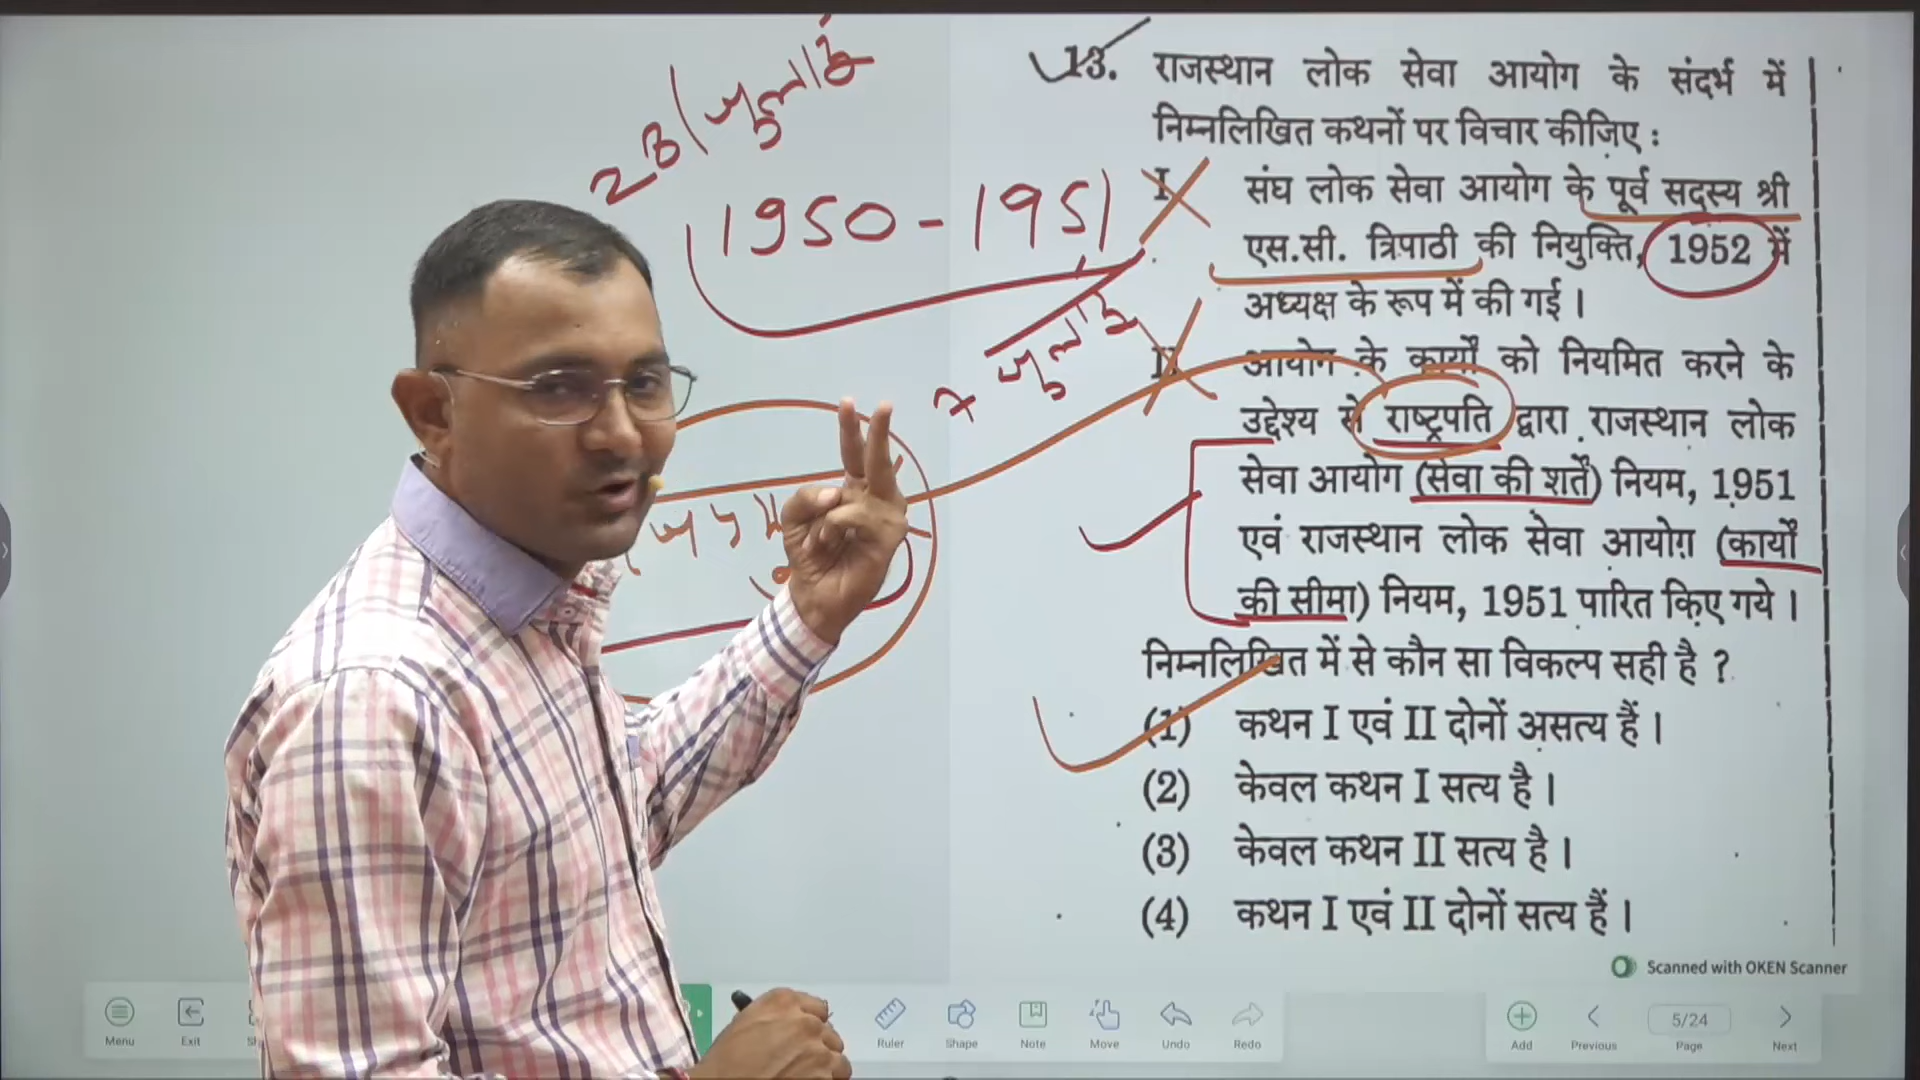 28 जुलाई
1950-1951
7 जुलाई
13. राजस्थान लोक सेवा आयोग के संदर्भ में
निम्नलिखित कथनों पर विचार कीजिए :
I संघ लोक सेवा आयोग के पूर्व सदस्य श्री
एस.सी. त्रिपाठी की नियुक्ति, 1952 में
अध्यक्ष के रूप में की गई ।
II आयोग के कार्यों को नियमित करने के
उद्देश्य से राष्ट्रपति द्वारा राजस्थान लोक
सेवा आयोग (सेवा की शर्तें) नियम, 1951
एवं राजस्थान लोक सेवा आयोग (कार्यों
की सीमा) नियम, 1951 पारित किए गये ।
निम्नलिखित में से कौन सा विकल्प सही है ?
(1) कथन I एवं II दोनों असत्य हैं ।
(2) केवल कथन I सत्य है ।
(3) केवल कथन II सत्य है ।
(4) कथन I एवं II दोनों सत्य हैं ।
Scanned with OKEN Scanner
Menu Exit Ruler Shape Note Move Undo Redo Add Previous 5/24 Page Next